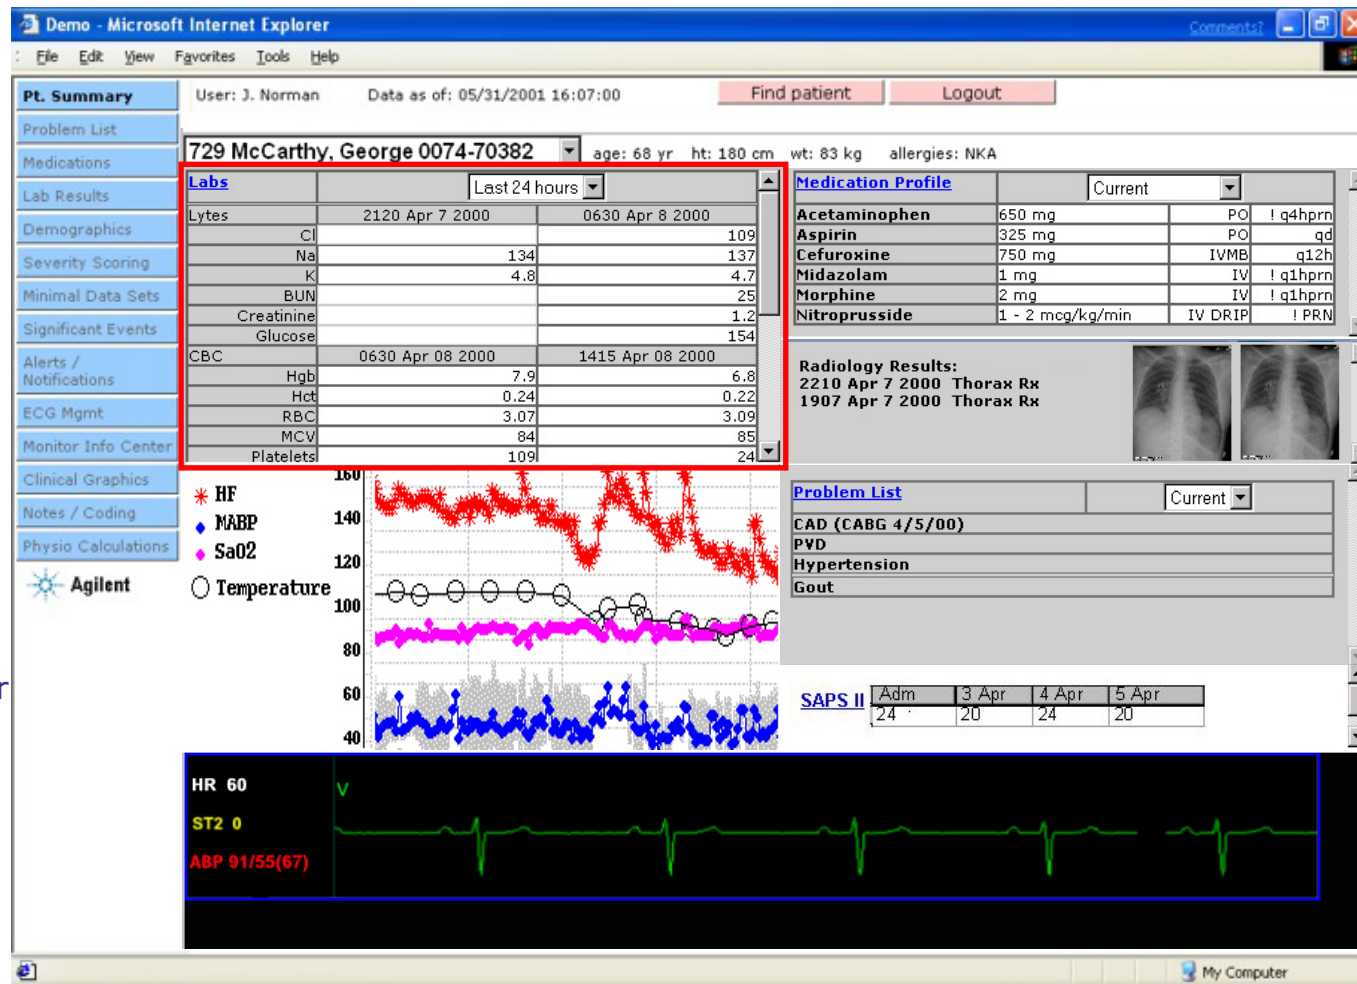 Demo - Microsoft Internet Explorer
Comments?
File Edit View Favorites Tools Help
Pt. Summary
Problem List
Medications
Lab Results
Demographics
Severity Scoring
Minimal Data Sets
Significant Events
Alerts /
Notifications
ECG Mgmt
Monitor Info Center
Clinical Graphics
Notes / Coding
Physio Calculations
Agilent
r
User: J. Norman Data as of: 05/31/2001 16:07:00 Find patient Logout
729 McCarthy, George 0074-70382 age: 68 yr ht: 180 cm wt: 83 kg allergies: NKA
Labs Last 24 hours
Lytes 2120 Apr 7 2000 0630 Apr 8 2000
Cl 109
Na 134 137
K 4.8 4.7
BUN 25
Creatinine 1.2
Glucose 154
CBC 0630 Apr 08 2000 1415 Apr 08 2000
Hgb 7.9 6.8
Hct 0.24 0.22
RBC 3.07 3.09
MCV 84 85
Platelets 109 24
Medication Profile Current
Acetaminophen 650 mg PO ! q4hprn
Aspirin 325 mg PO qd
Cefuroxine 750 mg IVMB q12h
Midazolam 1 mg IV ! q1hprn
Morphine 2 mg IV ! q1hprn
Nitroprusside 1 - 2 mcg/kg/min IV DRIP ! PRN
Radiology Results:
2210 Apr 7 2000 Thorax Rx
1907 Apr 7 2000 Thorax Rx
HF
MABP
SaO2
Temperature
160
140
120
100
80
60
40
Problem List Current
CAD (CABG 4/5/00)
PVD
Hypertension
Gout
SAPS II Adm 3 Apr 4 Apr 5 Apr
24 20 24 20
HR 60
V
ST2 0
ABP 91/55(67)
My Computer